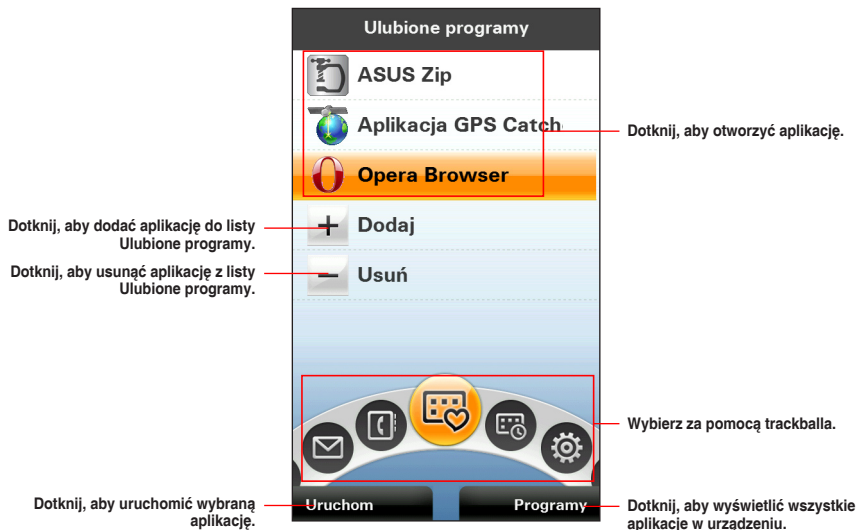 Ulubione programy
ASUS Zip
Aplikacja GPS Catch
Dotknij, aby otworzyć aplikację.
Opera Browser
Dotknij, aby dodać aplikację do listy
Ulubione programy.
Dodaj
Dotknij, aby usunąć aplikację z listy
Ulubione programy.
Usuń
Wybierz za pomocą trackballa.
Dotknij, aby uruchomić wybraną
aplikację.
Uruchom
Programy
Dotknij, aby wyświetlić wszystkie
aplikacje w urządzeniu.